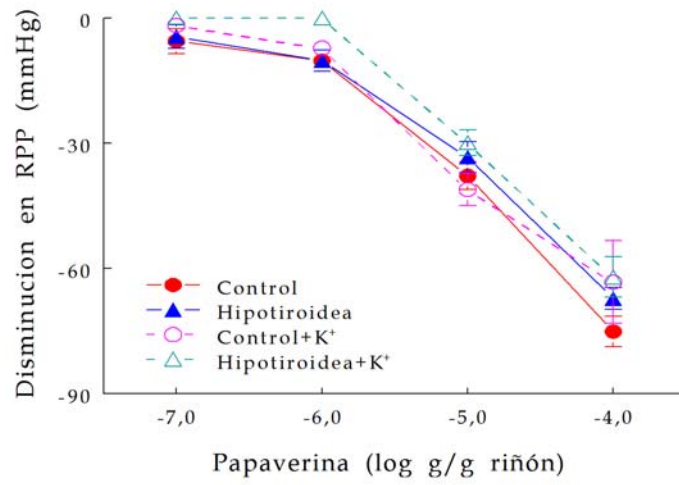 Disminucion en RPP (mmHg)
0
-30
-60
-90
Control
Hipotiroidea
Control+K⁺
Hipotiroidea+K⁺
-7,0 -6,0 -5,0 -4,0
Papaverina (log g/g riñón)